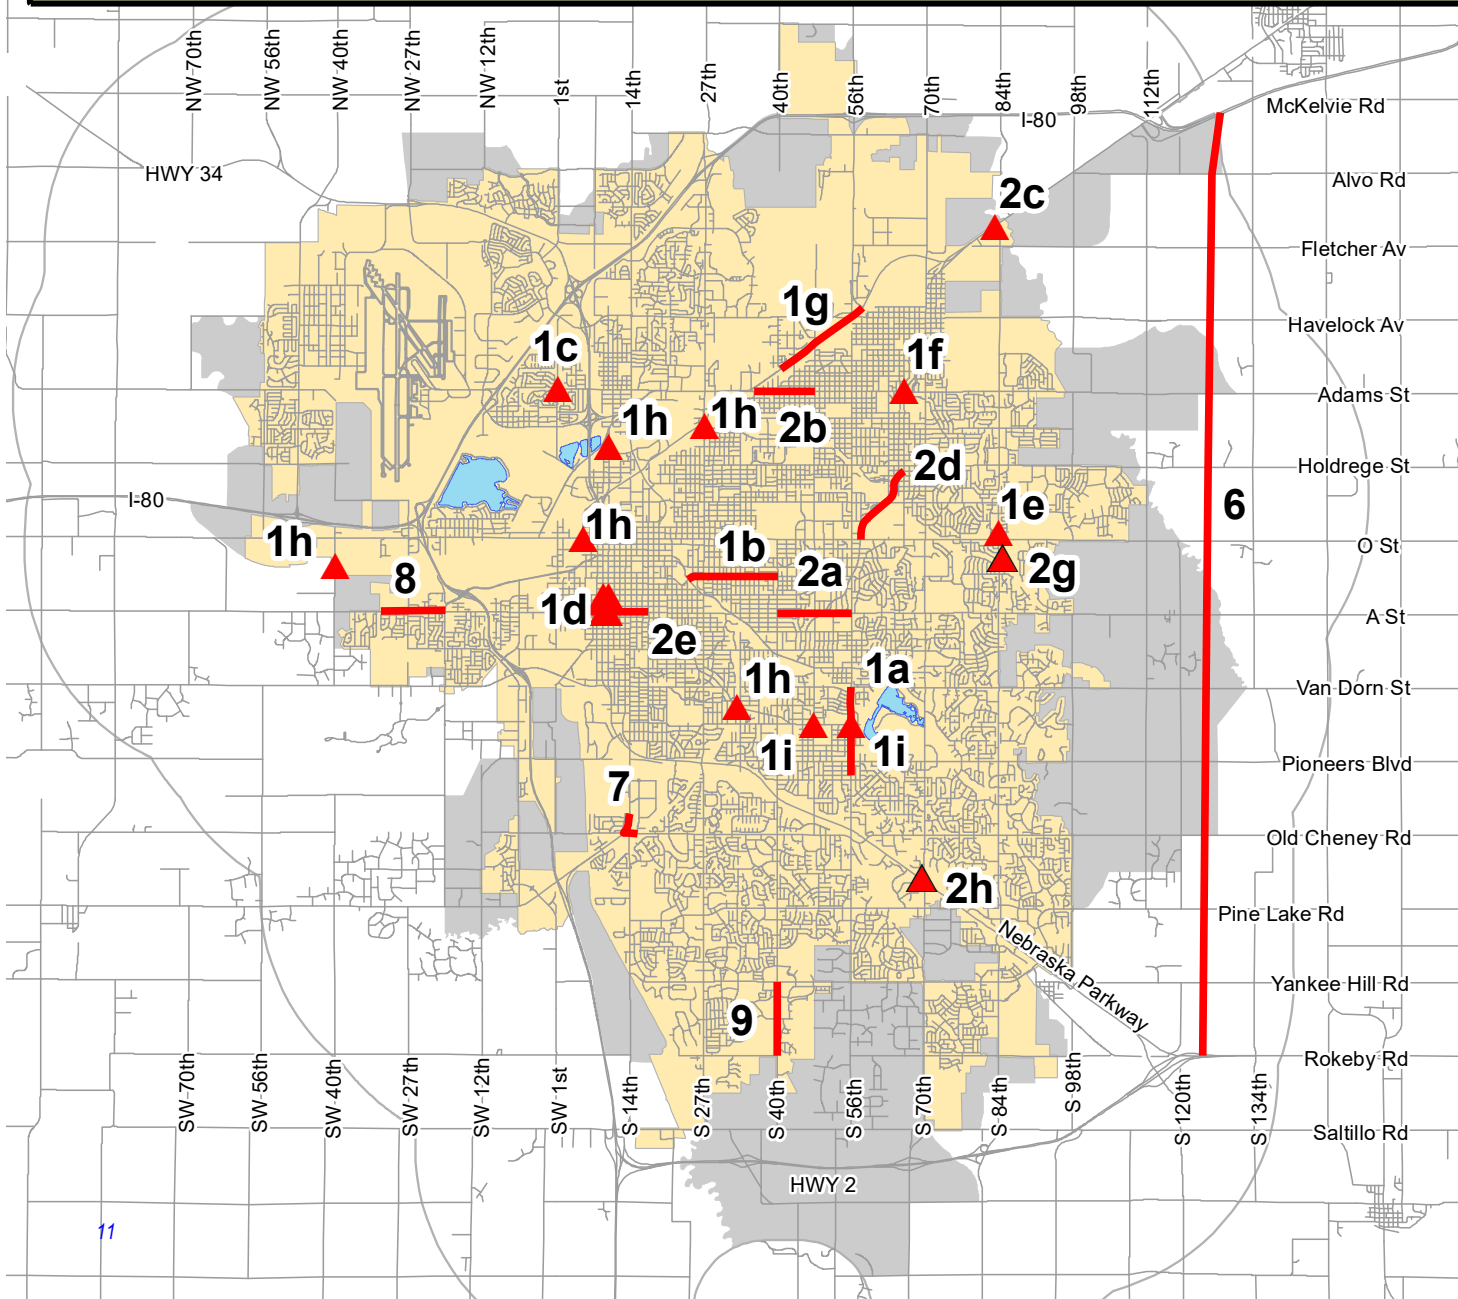 NW 70th
NW 56th
NW 40th
NW 27th
NW 12th
1st
14th
27th
40th
56th
70th
84th
98th
112th
I-80
McKelvie Rd
HWY 34
Alvo Rd
2c
Fletcher Av
1g
Havelock Av
1c
1f
Adams St
1h
1h
2b
2d
Holdrege St
I-80
6
1e
1h
1h
1b
O St
8
2a
2g
1d
A St
2e
1a
1h
Van Dorn St
1i
1i
Pioneers Blvd
7
Old Cheney Rd
2h
Pine Lake Rd
Nebraska Parkway
Yankee Hill Rd
9
Rokeby Rd
SW 70th
SW 56th
SW 40th
SW 27th
SW 12th
SW 1st
S 14th
S 27th
S 40th
S 56th
S 70th
S 84th
S 98th
S 120th
S 134th
Saltillo Rd
HWY 2
11